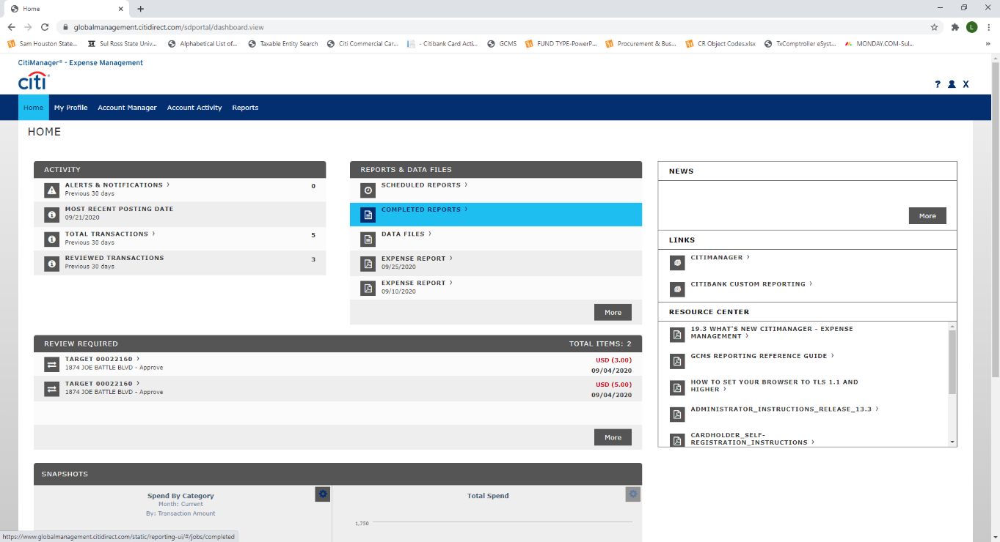 Home
globalmanagement.citidirect.com/sdportal/dashboard.view
L
Sam Houston State...
Sul Ross State Univ...
Alphabetical List of...
Taxable Entity Search
Citi Commercial Car...
- Citibank Card Acti...
GCMS
FUND TYPE-PowerP...
Procurement & Bus...
CR Object Codes.xlsx
TxComptroller eSyst...
MONDAY.COM-Sul...
CitiManager® - Expense Management
citi®
? X
Home My Profile Account Manager Account Activity Reports
HOME
ACTIVITY
ALERTS & NOTIFICATIONS › 0
Previous 30 days
MOST RECENT POSTING DATE
09/21/2020
TOTAL TRANSACTIONS › 5
Previous 30 days
REVIEWED TRANSACTIONS 3
Previous 30 days
REPORTS & DATA FILES
SCHEDULED REPORTS ›
COMPLETED REPORTS ›
DATA FILES ›
EXPENSE REPORT ›
09/25/2020
EXPENSE REPORT ›
09/10/2020
More
NEWS
More
LINKS
CITIMANAGER ›
CITIBANK CUSTOM REPORTING ›
RESOURCE CENTER
19.3 WHAT'S NEW CITIMANAGER - EXPENSE
MANAGEMENT ›
GCMS REPORTING REFERENCE GUIDE ›
HOW TO SET YOUR BROWSER TO TLS 1.1 AND
HIGHER ›
ADMINISTRATOR_INSTRUCTIONS_RELEASE_13.3 ›
CARDHOLDER_SELF-
REGISTRATION_INSTRUCTIONS ›
REVIEW REQUIRED TOTAL ITEMS: 2
TARGET 00022160 › USD (3.00)
1874 JOE BATTLE BLVD - Approve 09/04/2020
TARGET 00022160 › USD (5.00)
1874 JOE BATTLE BLVD - Approve 09/04/2020
More
SNAPSHOTS
Spend By Category
Month: Current
By: Transaction Amount
Total Spend
1,750
https://www.globalmanagement.citidirect.com/static/reporting-ui/#/jobs/completed